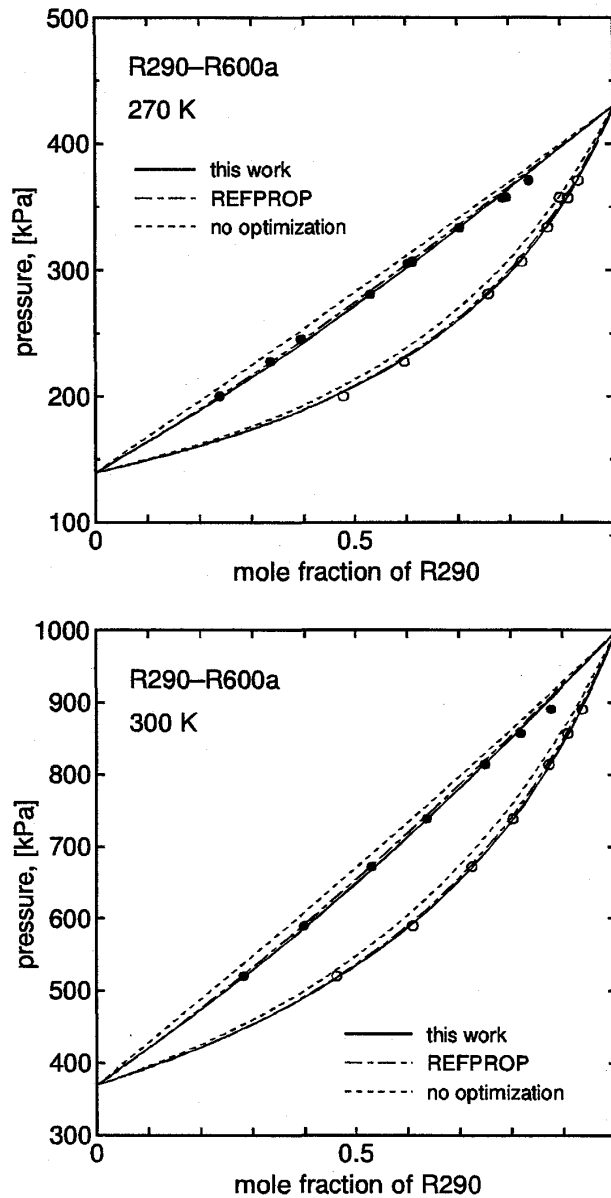 500
R290–R600a
270 K
400
this work
REFPROP
no optimization
300
pressure, [kPa]
200
100
0
0.5
mole fraction of R290
1000
R290–R600a
900
300 K
800
700
pressure, [kPa]
600
500
this work
REFPROP
400
no optimization
300
0
0.5
mole fraction of R290